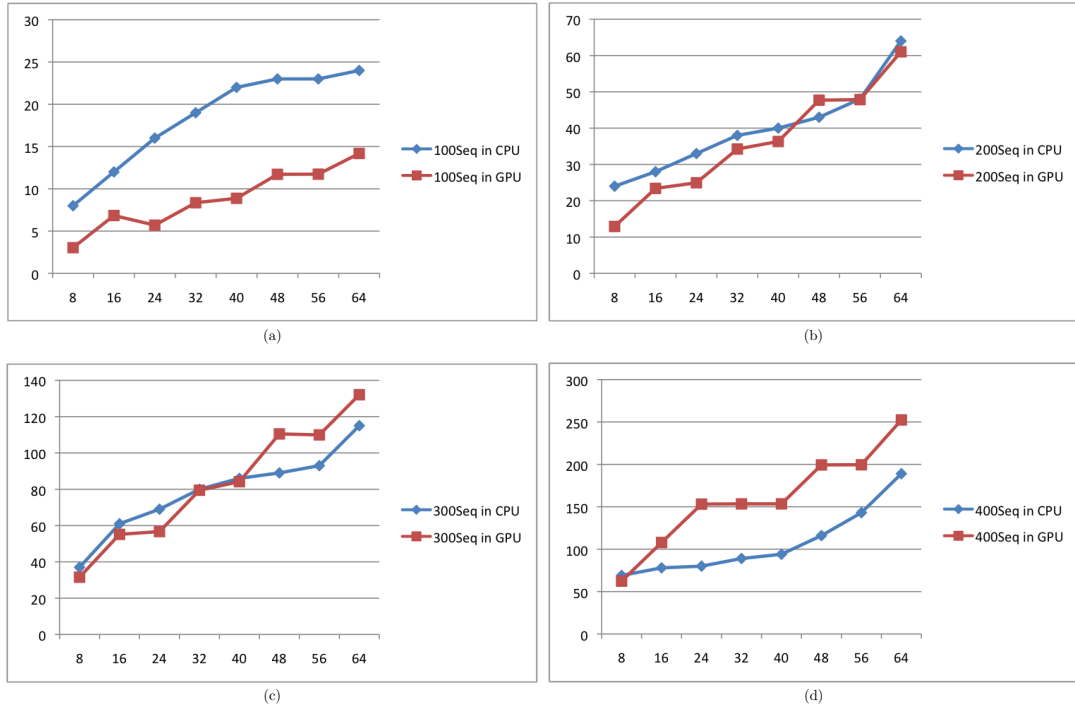 30
25
20
15
10
5
0
8 16 24 32 40 48 56 64
100Seq in CPU
100Seq in GPU
(a)
70
60
50
40
30
20
10
0
8 16 24 32 40 48 56 64
200Seq in CPU
200Seq in GPU
(b)
140
120
100
80
60
40
20
0
8 16 24 32 40 48 56 64
300Seq in CPU
300Seq in GPU
(c)
300
250
200
150
100
50
0
8 16 24 32 40 48 56 64
400Seq in CPU
400Seq in GPU
(d)